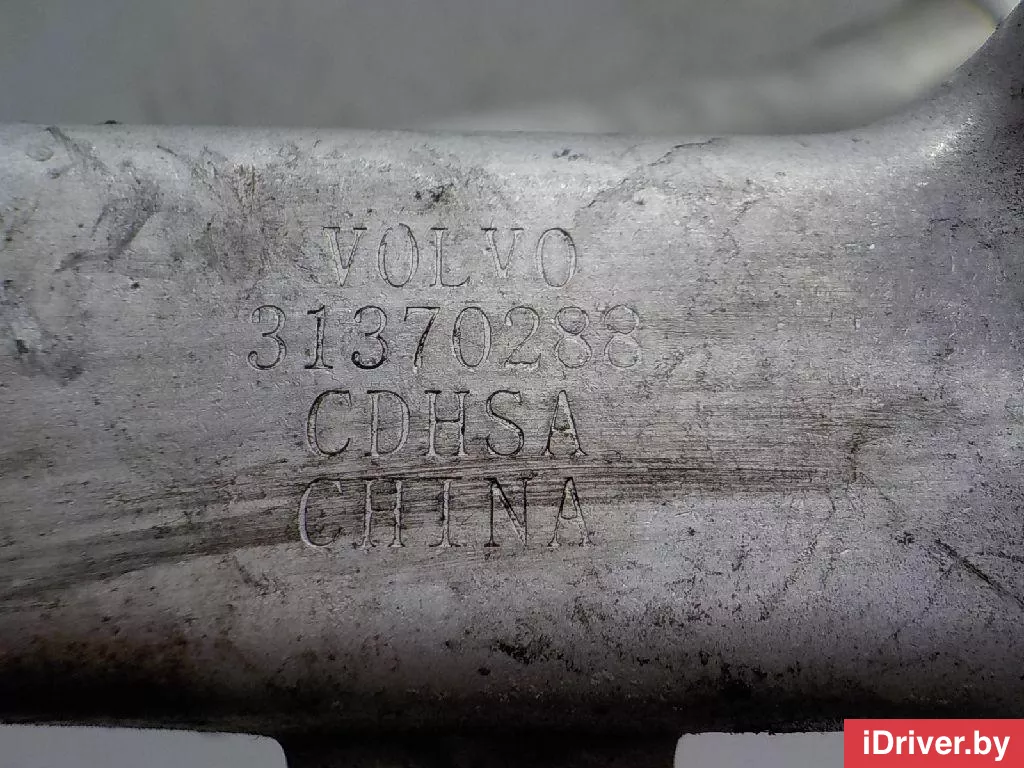 VOLVO
31370288
CDHSA
CHINA
iDriver.by